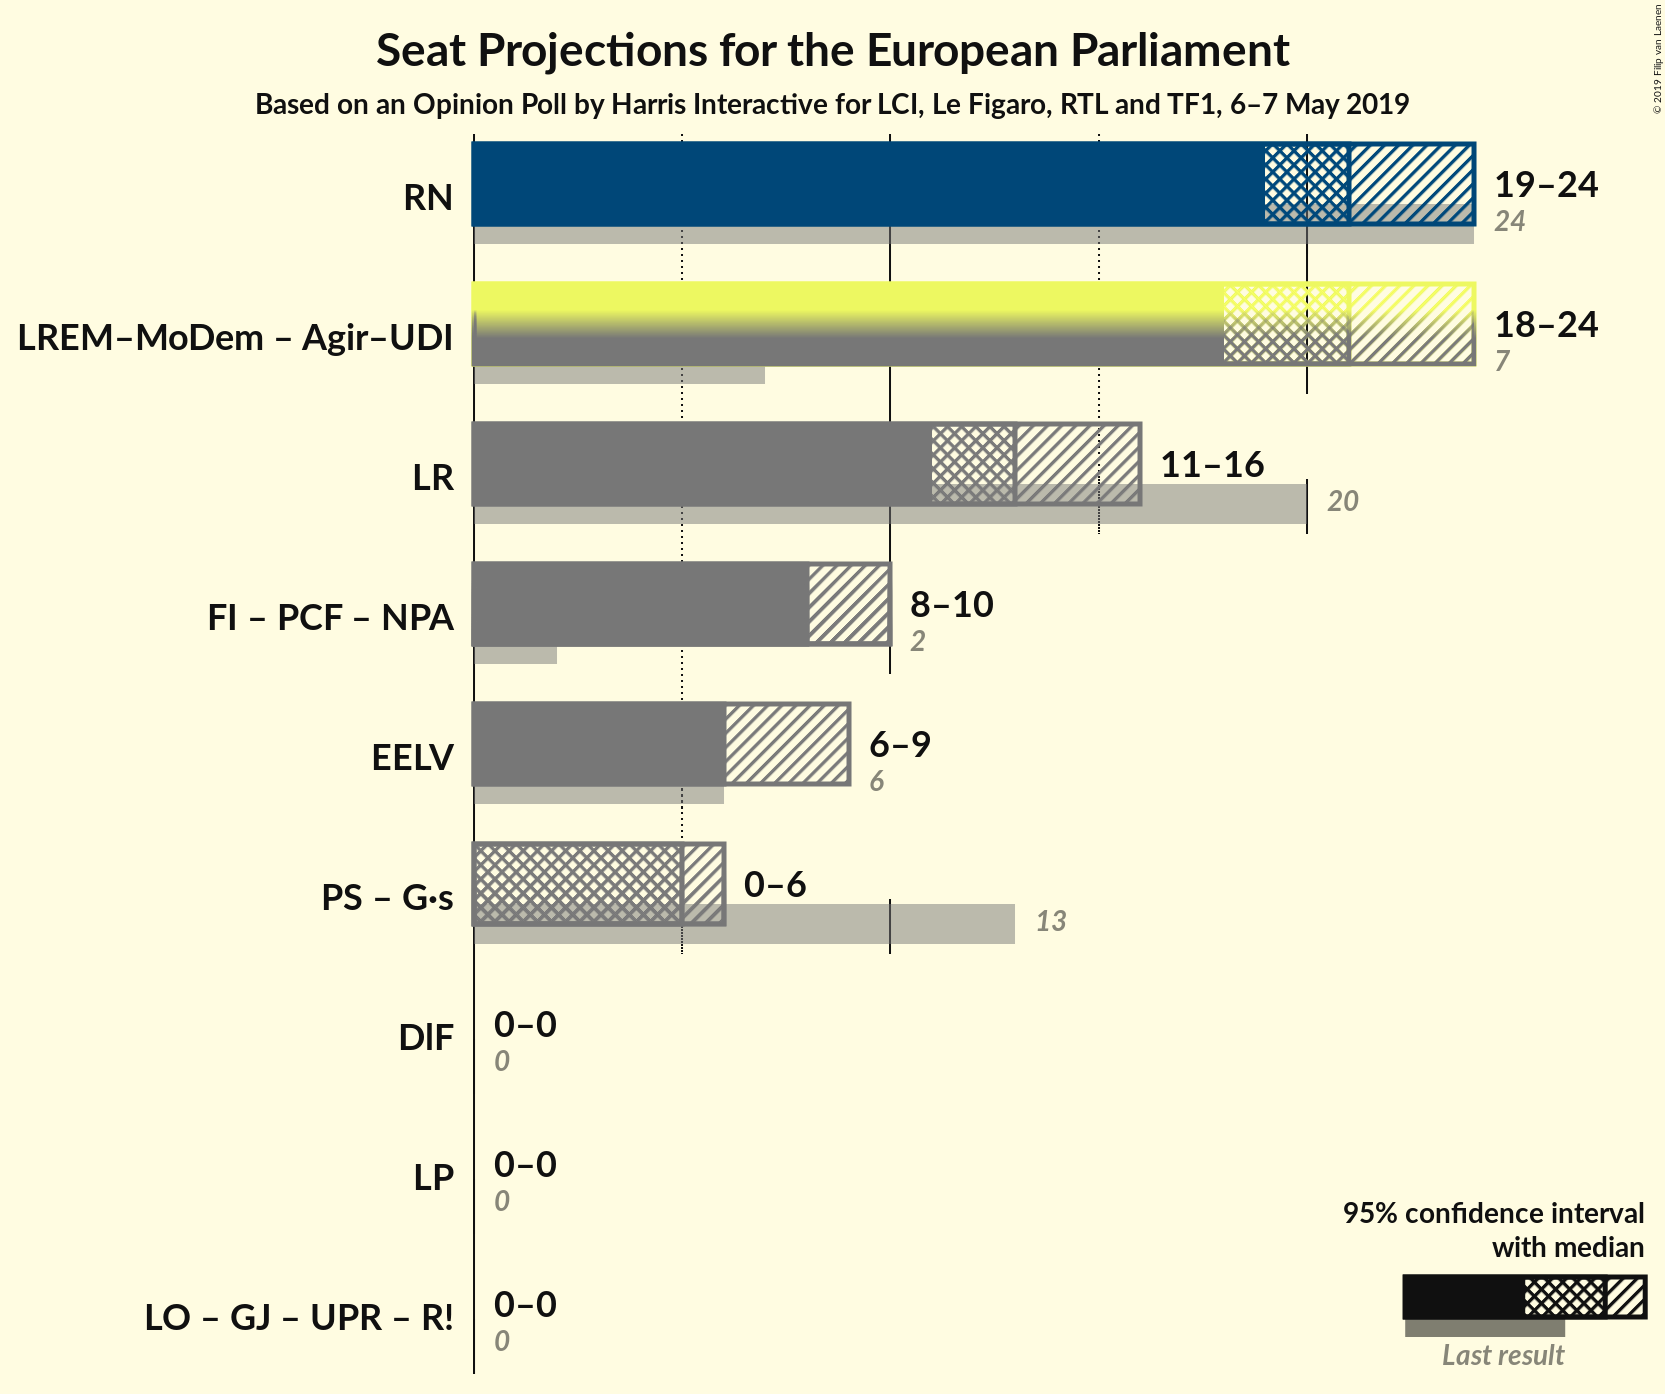 Seat Projections for the European Parliament
Based on an Opinion Poll by Harris Interactive for LCI, Le Figaro, RTL and TF1, 6–7 May 2019
© 2019 Filip van Laenen
RN
19–24
24
LREM–MoDem – Agir–UDI
18–24
7
LR
11–16
20
FI – PCF – NPA
8–10
2
EELV
6–9
6
PS – G·s
0–6
13
DlF
0–0
0
LP
0–0
0
LO – GJ – UPR – R!
0–0
0
95% confidence interval
with median
Last result